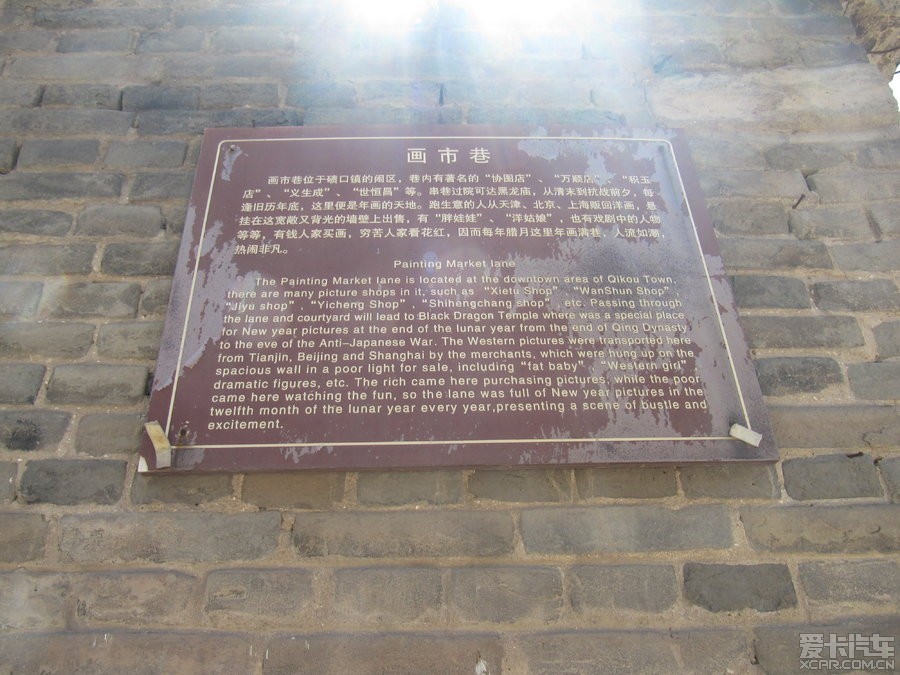 画市巷
画市巷位于碛口镇的闹区，巷内有著名的“协图店”、“万顺店”、“积玉
店”、“义生成”、“世恒昌”等。串巷过院可达黑龙庙，从清末到抗战前夕，每
逢旧历年底，这里便是年画的天地。跑生意的人从天津、北京、上海贩回洋画，悬
挂在这宽敞又背光的墙壁上出售，有“胖娃娃”、“洋姑娘”，也有戏剧中的人物
等等，有钱人家买画，穷苦人家看花红，因而每年腊月这里年画满巷，人流如潮，
热闹非凡。
Painting Market lane
The Painting Market lane is located at the downtown area of Qikou Town,
there are many picture shops in it, such as “Xietu Shop”, “WanShun Shop”,
“Jiyu shop”, “Yicheng Shop”, “Shihengchang shop”, etc. Passing through
the lane and courtyard will lead to Black Dragon Temple where was a special place
for New year pictures at the end of the lunar year from the end of Qing Dynasty
to the eve of the Anti-Japanese War. The Western pictures were transported here
from Tianjin, Beijing and Shanghai by the merchants, which were hung up on the
spacious wall in a poor light for sale, including “fat baby”, “Western girl”
dramatic figures, etc. The rich came here purchasing pictures, while the poor
came here watching the fun, so the lane was full of New year pictures in the
twelfth month of the lunar year every year,presenting a scene of bustle and
excitement.
爱卡汽车
XCAR.COM.CN